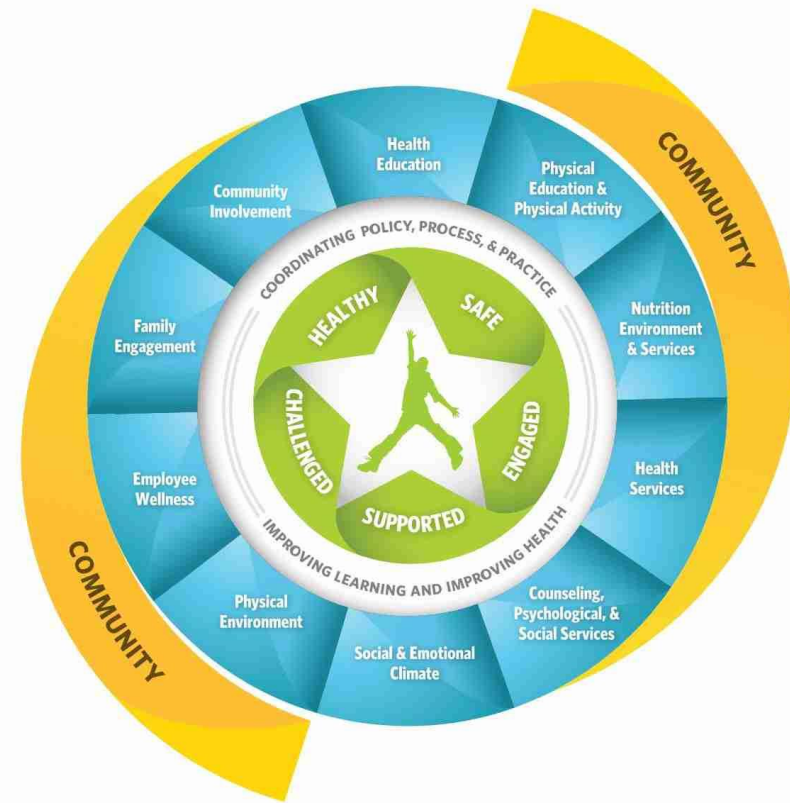 COMMUNITY
Health
Education
Physical
Education &
Physical Activity
Nutrition
Environment
& Services
Health
Services
Counseling,
Psychological, &
Social Services
Social & Emotional
Climate
Physical
Environment
Employee
Wellness
Family
Engagement
Community
Involvement
COMMUNITY
COORDINATING POLICY, PROCESS, & PRACTICE
IMPROVING LEARNING AND IMPROVING HEALTH
HEALTHY
SAFE
ENGAGED
SUPPORTED
CHALLENGED